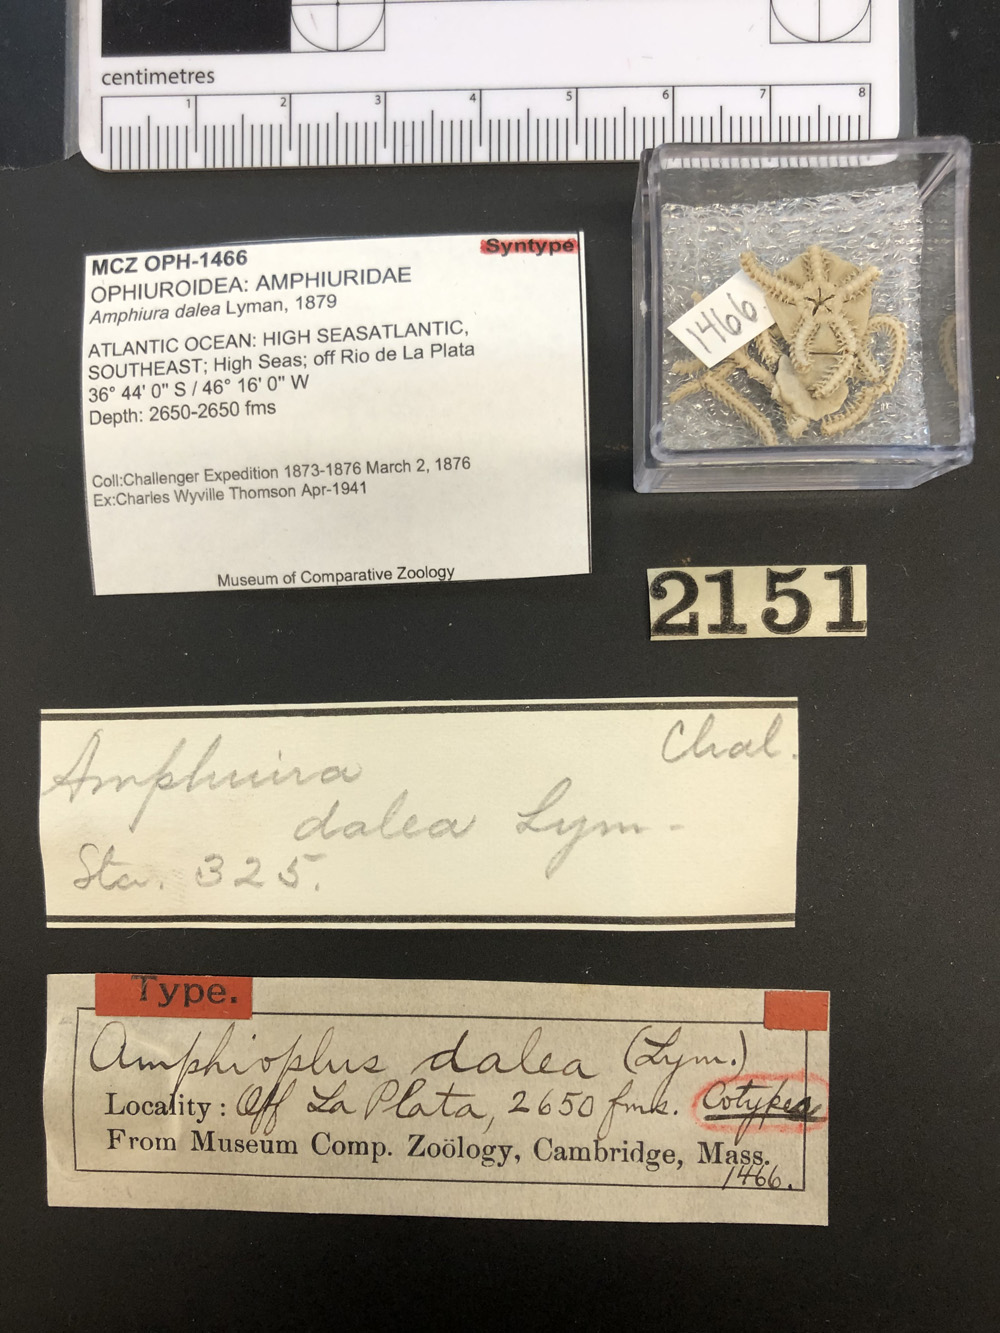 centimetres
1 2 3 4 5 6 7 8
Syntype
MCZ OPH-1466
OPHIUROIDEA: AMPHIURIDAE
Amphiura dalea Lyman, 1879
ATLANTIC OCEAN: HIGH SEASATLANTIC,
SOUTHEAST; High Seas; off Rio de La Plata
36° 44' 0" S / 46° 16' 0" W
Depth: 2650-2650 fms
Coll:Challenger Expedition 1873-1876 March 2, 1876
Ex:Charles Wyville Thomson Apr-1941
Museum of Comparative Zoology
1466.
2151
Chal.
Amphiura
dalea Lym.
Sta. 325.
Type.
Amphioplus dalea (Lym.)
Locality: Off La Plata, 2650 fms. Cotypes
From Museum Comp. Zoölogy, Cambridge, Mass.
1466.